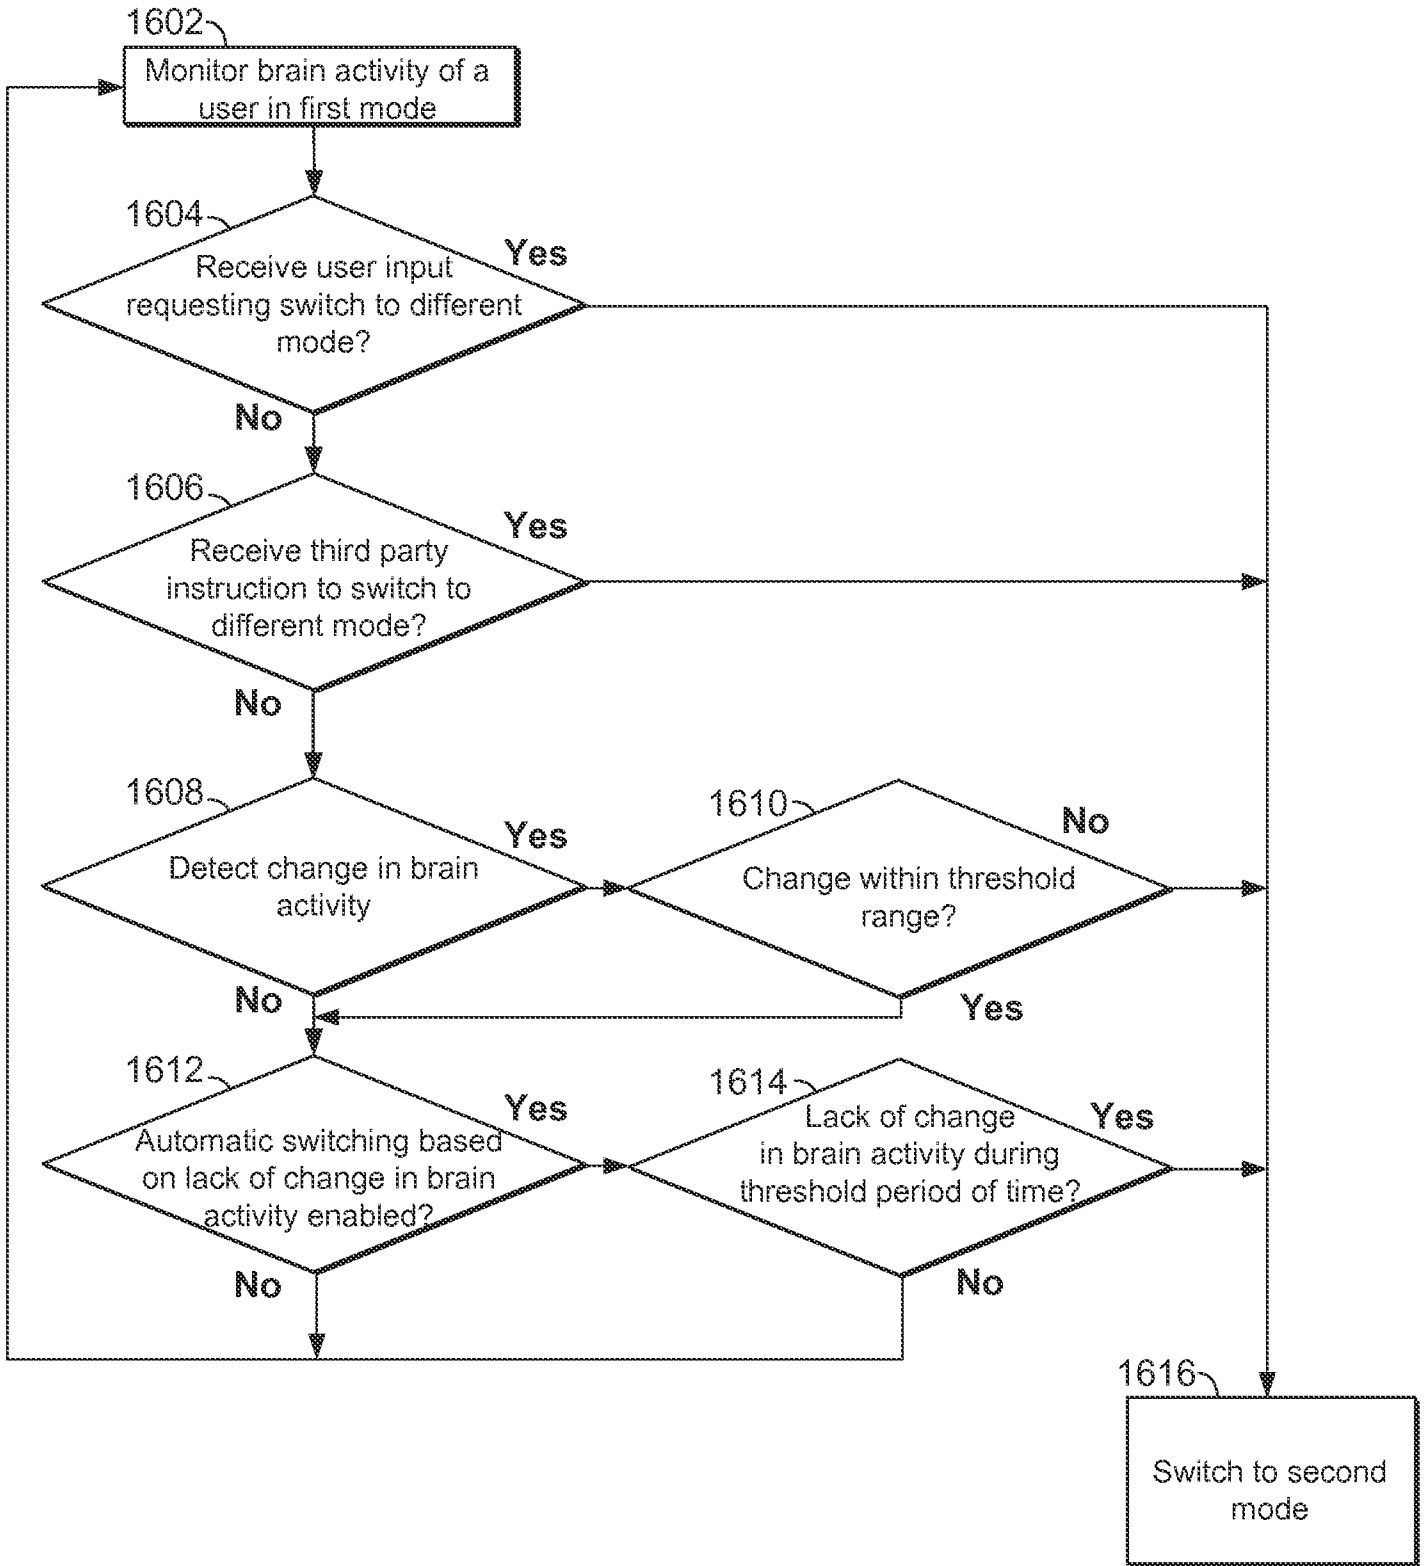 1602
Monitor brain activity of a
user in first mode
1604
Yes
Receive user input
requesting switch to different
mode?
No
1606
Yes
Receive third party
instruction to switch to
different mode?
No
1608
Yes
Detect change in brain
activity
No
1610
No
Change within threshold
range?
Yes
1612
Yes
Automatic switching based
on lack of change in brain
activity enabled?
No
1614
Yes
Lack of change
in brain activity during
threshold period of time?
No
1616
Switch to second
mode